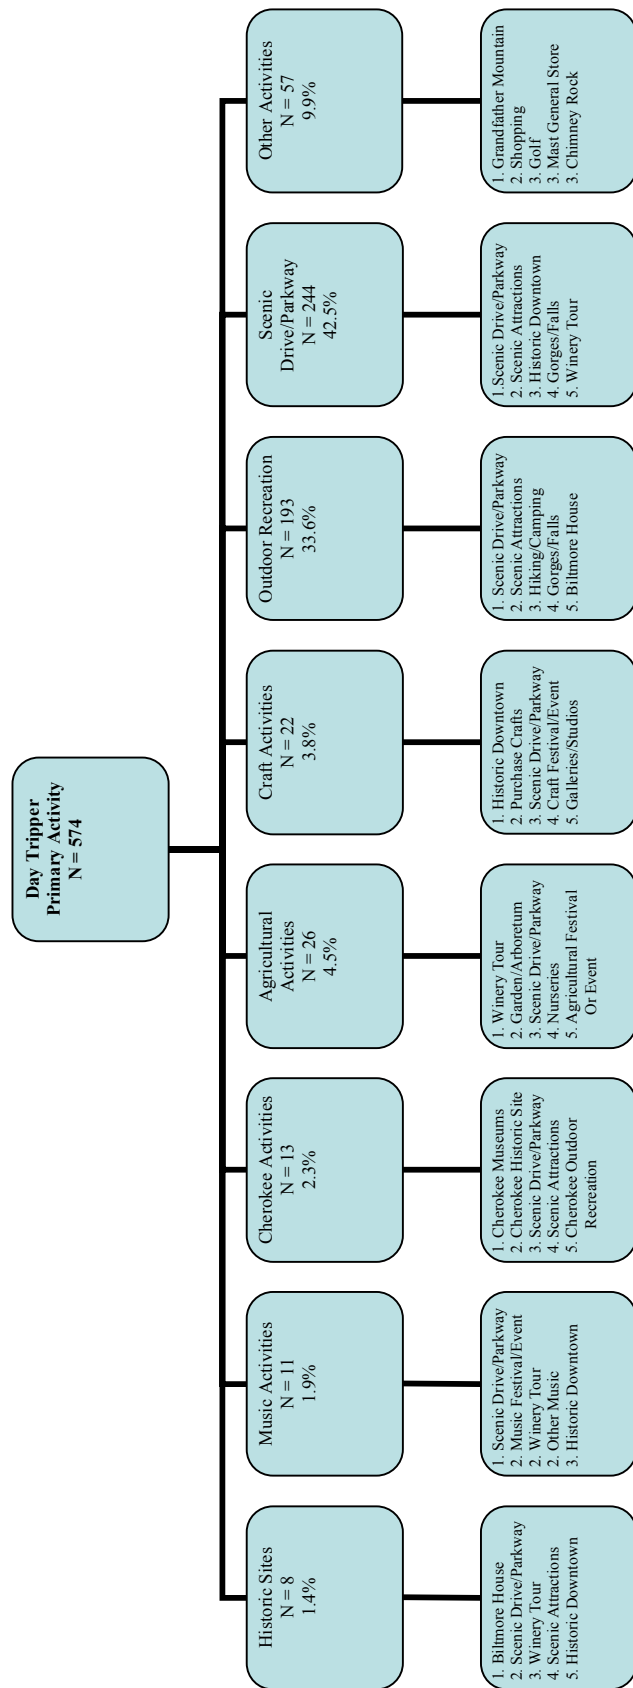 Day Tripper
Primary Activity
N = 574
Historic Sites
N = 8
1.4%
Music Activities
N = 11
1.9%
Cherokee Activities
N = 13
2.3%
Agricultural
Activities
N = 26
4.5%
Craft Activities
N = 22
3.8%
Outdoor Recreation
N = 193
33.6%
Scenic
Drive/Parkway
N = 244
42.5%
Other Activities
N = 57
9.9%
1. Biltmore House
2. Scenic Drive/Parkway
3. Winery Tour
4. Scenic Attractions
5. Historic Downtown
1. Scenic Drive/Parkway
2. Music Festival/Event
2. Winery Tour
2. Other Music
3. Historic Downtown
1. Cherokee Museums
2. Cherokee Historic Site
3. Scenic Drive/Parkway
4. Scenic Attractions
5. Cherokee Outdoor
Recreation
1. Winery Tour
2. Garden/Arboretum
3. Scenic Drive/Parkway
4. Nurseries
5. Agricultural Festival
Or Event
1. Historic Downtown
2. Purchase Crafts
3. Scenic Drive/Parkway
4. Craft Festival/Event
5. Galleries/Studios
1. Scenic Drive/Parkway
2. Scenic Attractions
3. Hiking/Camping
4. Gorges/Falls
5. Biltmore House
1.Scenic Drive/Parkway
2. Scenic Attractions
3. Historic Downtown
4. Gorges/Falls
5. Winery Tour
1. Grandfather Mountain
2. Shopping
3. Golf
3. Mast General Store
3. Chimney Rock